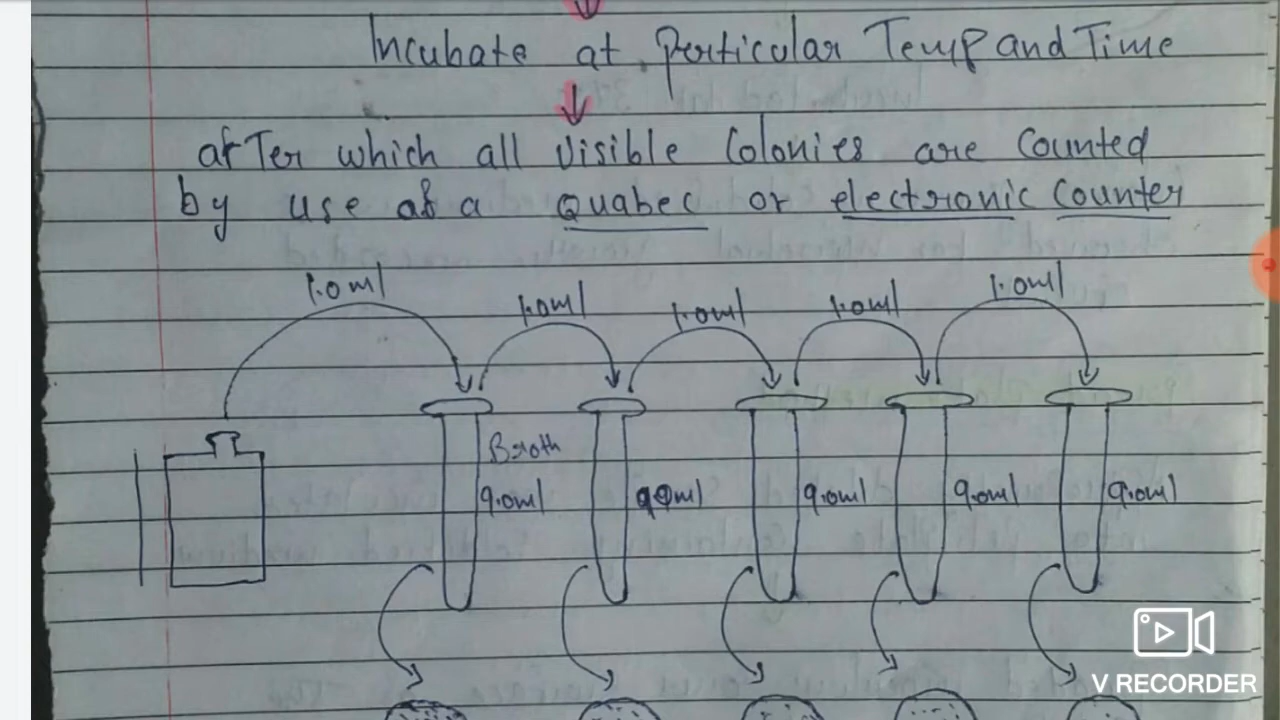 Incubate at Perticular Temp and Time
after which all visible Colonies are Counted
by use of a Quabec or electronic Counter
1.0ml 1.0ml 1.0ml 1.0ml 1.0ml
Broth
9.0ml 9.0ml 9.0ml 9.0ml 9.0ml
V RECORDER